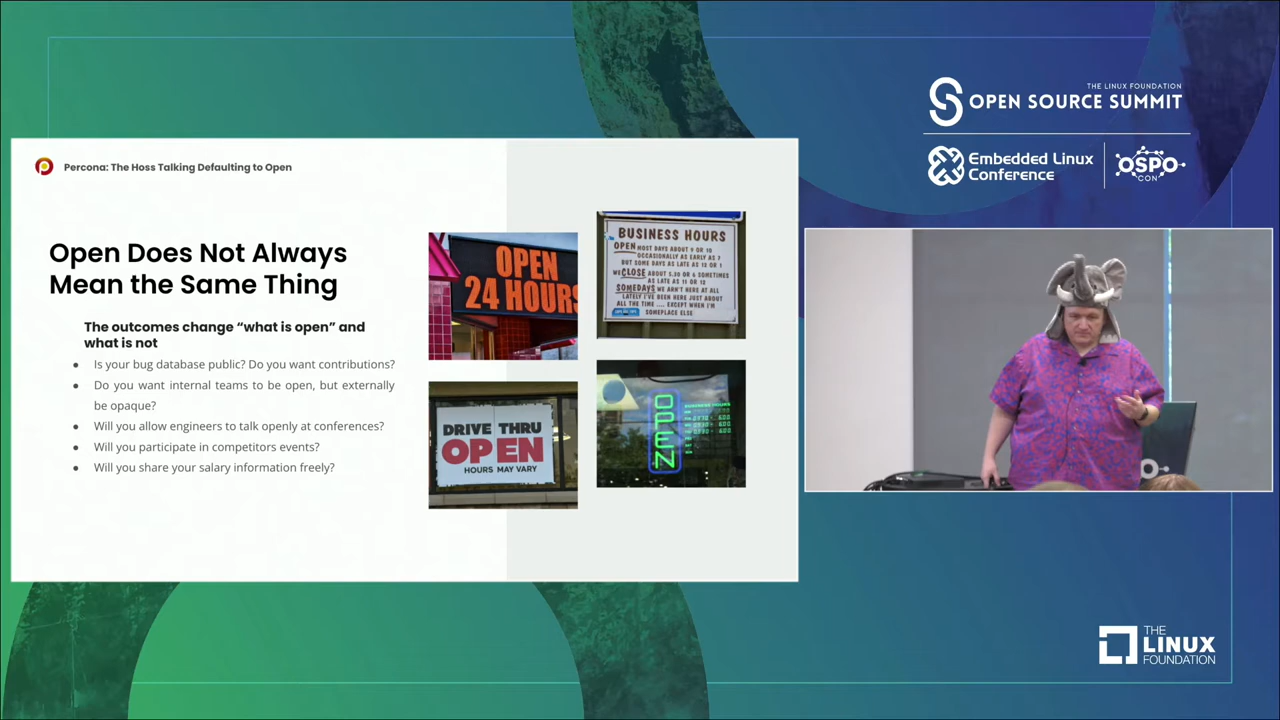 THE LINUX FOUNDATION
OPEN SOURCE SUMMIT
Embedded Linux
Conference
OSPO
CON
Percona: The Hoss Talking Defaulting to Open
Open Does Not Always
Mean the Same Thing
The outcomes change “what is open” and
what is not
● Is your bug database public? Do you want contributions?
● Do you want internal teams to be open, but externally
be opaque?
● Will you allow engineers to talk openly at conferences?
● Will you participate in competitors events?
● Will you share your salary information freely?
OPEN
24 HOURS
BUSINESS HOURS
OPEN MOST DAYS ABOUT 9 OR 10
OCCASIONALLY AS EARLY AS 7
BUT SOME DAYS AS LATE AS 12 OR 1
WE CLOSE ABOUT 5.30 OR 6 SOMETIMES
AS LATE AS 11 OR 12
SOMEDAYS WE ARN'T HERE AT ALL
LATELY I'VE BEEN HERE JUST ABOUT
ALL THE TIME .... EXCEPT WHEN I'M
SOMEPLACE ELSE
DRIVE THRU
OPEN
HOURS MAY VARY
OPEN
BUSINESS HOURS
THE
LINUX
FOUNDATION